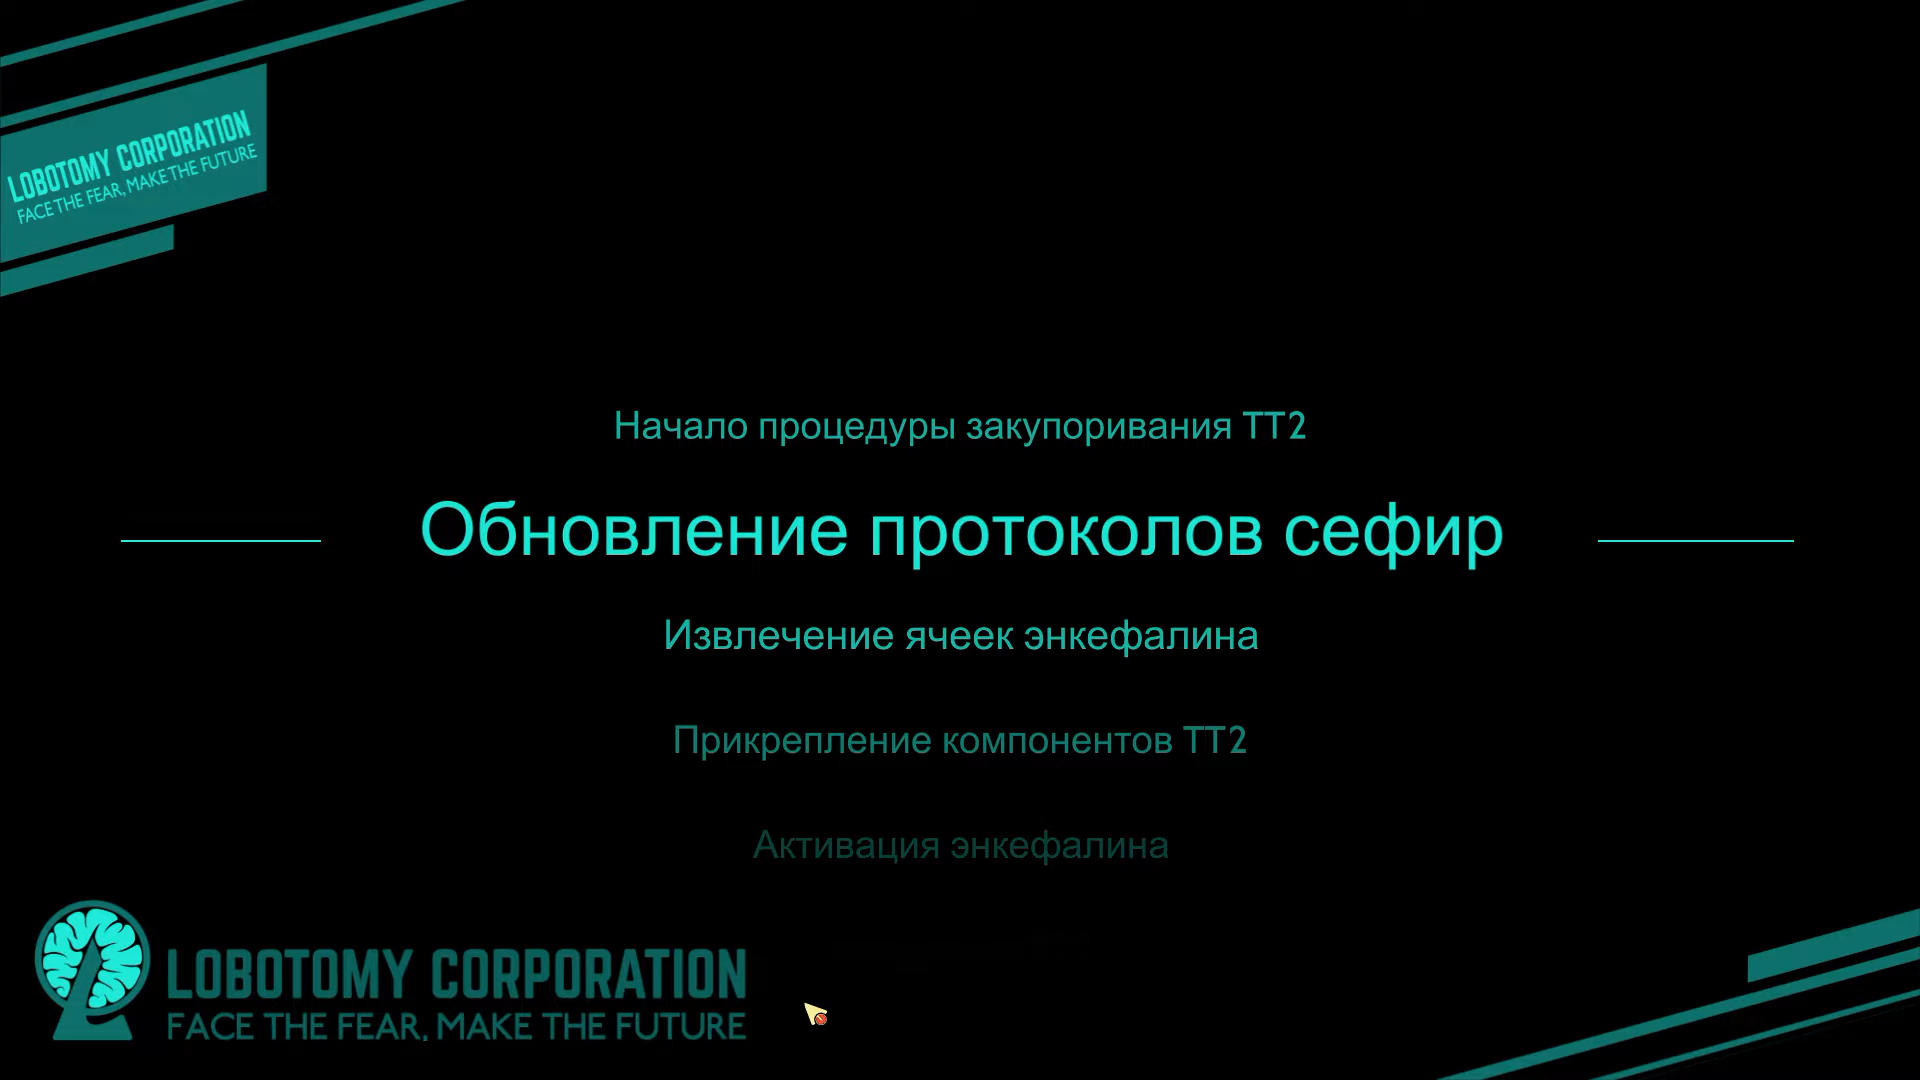 LOBOTOMY CORPORATION
FACE THE FEAR, MAKE THE FUTURE
Начало процедуры закупоривания TT2
Обновление протоколов сефир
Извлечение ячеек энкефалина
Прикрепление компонентов TT2
Активация энкефалина
LOBOTOMY CORPORATION
FACE THE FEAR, MAKE THE FUTURE